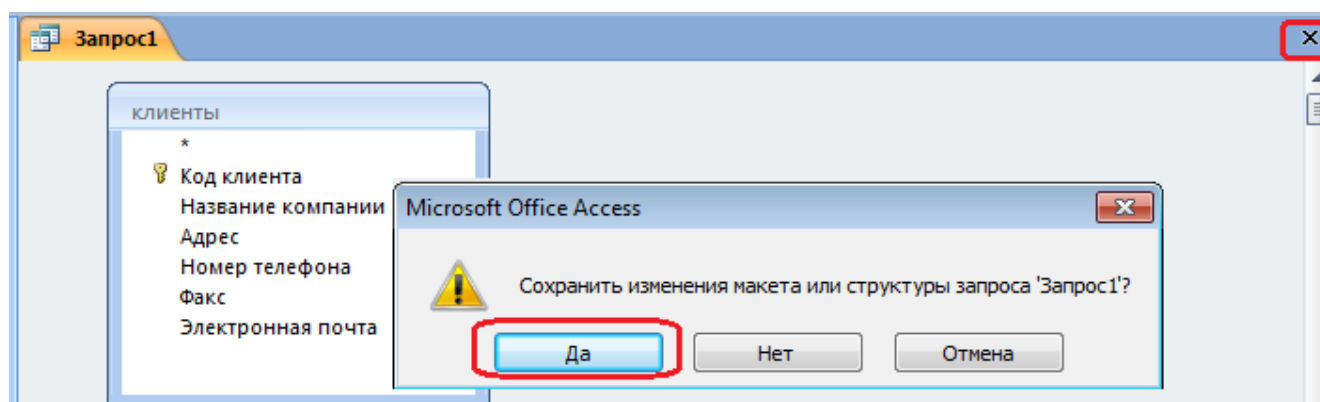 Запрос1
клиенты
*
Код клиента
Название компании
Адрес
Номер телефона
Факс
Электронная почта
Microsoft Office Access
Сохранить изменения макета или структуры запроса 'Запрос1'?
Да Нет Отмена